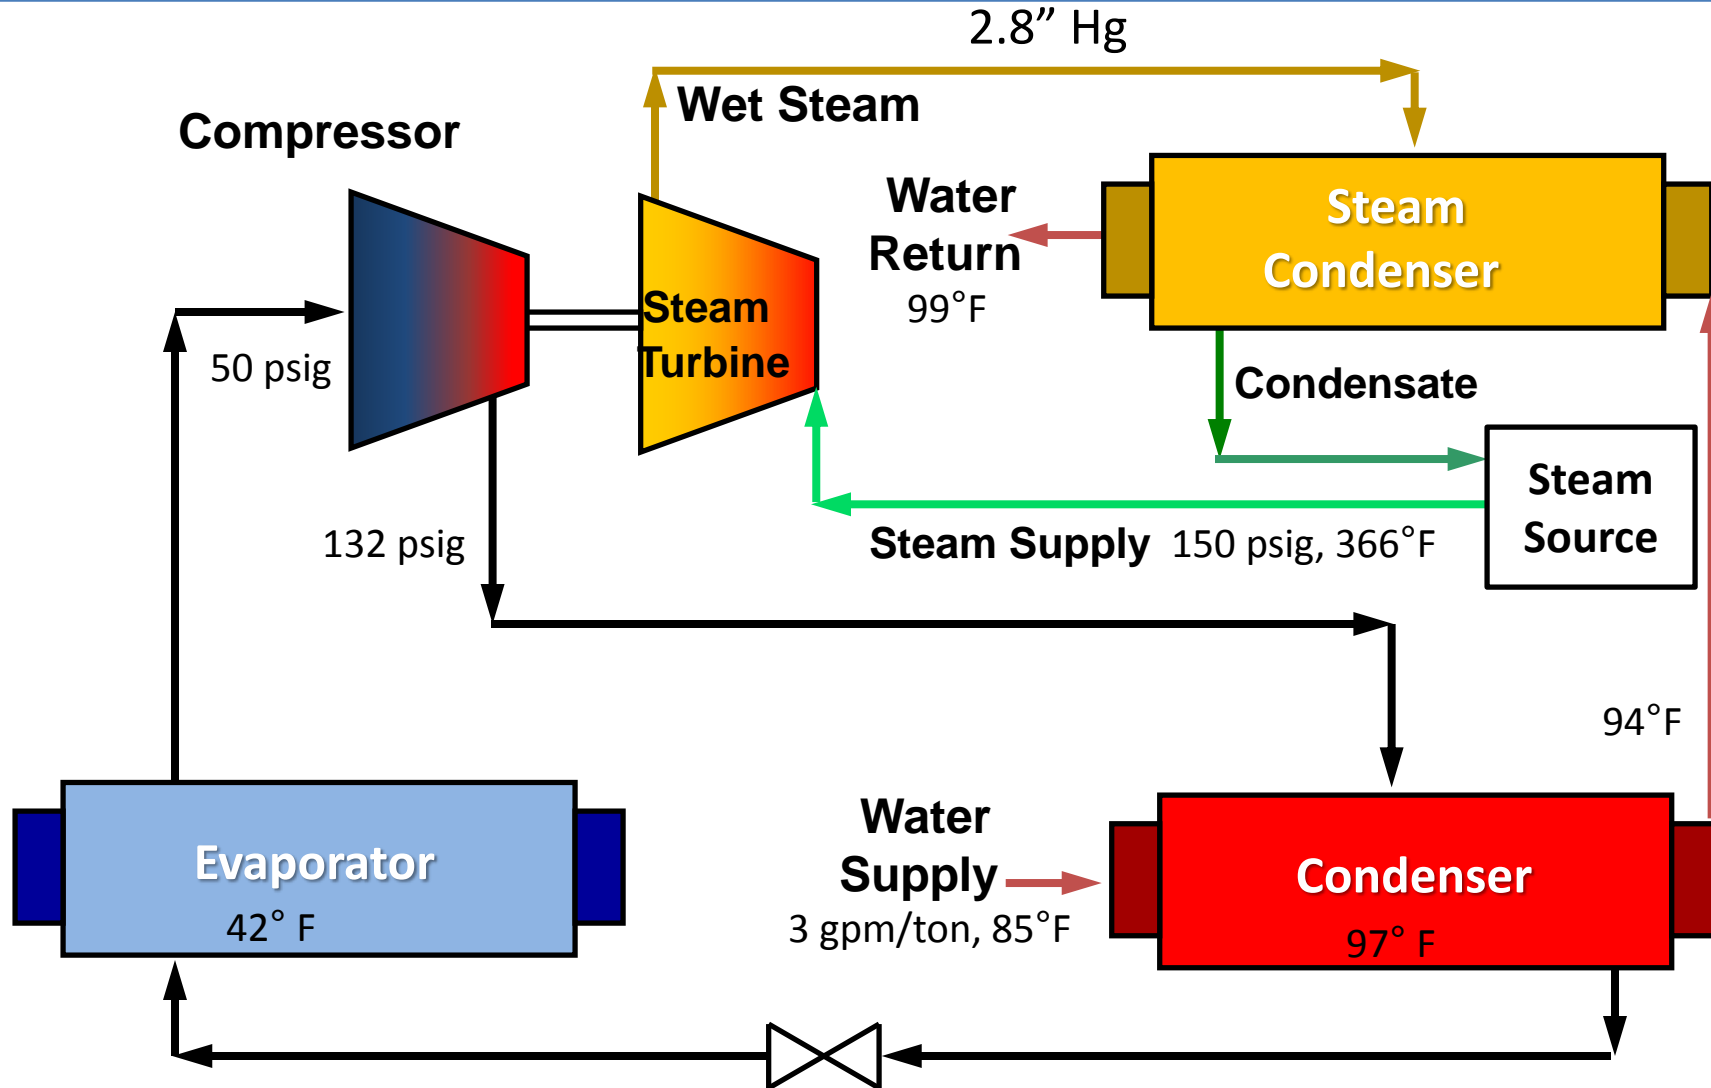 2.8” Hg
Wet Steam
Compressor
Water
Return
99°F
Steam
Condenser
Steam
Turbine
50 psig
Condensate
Steam
Source
132 psig
Steam Supply 150 psig, 366°F
94°F
Evaporator
42° F
Water
Supply
3 gpm/ton, 85°F
Condenser
97° F